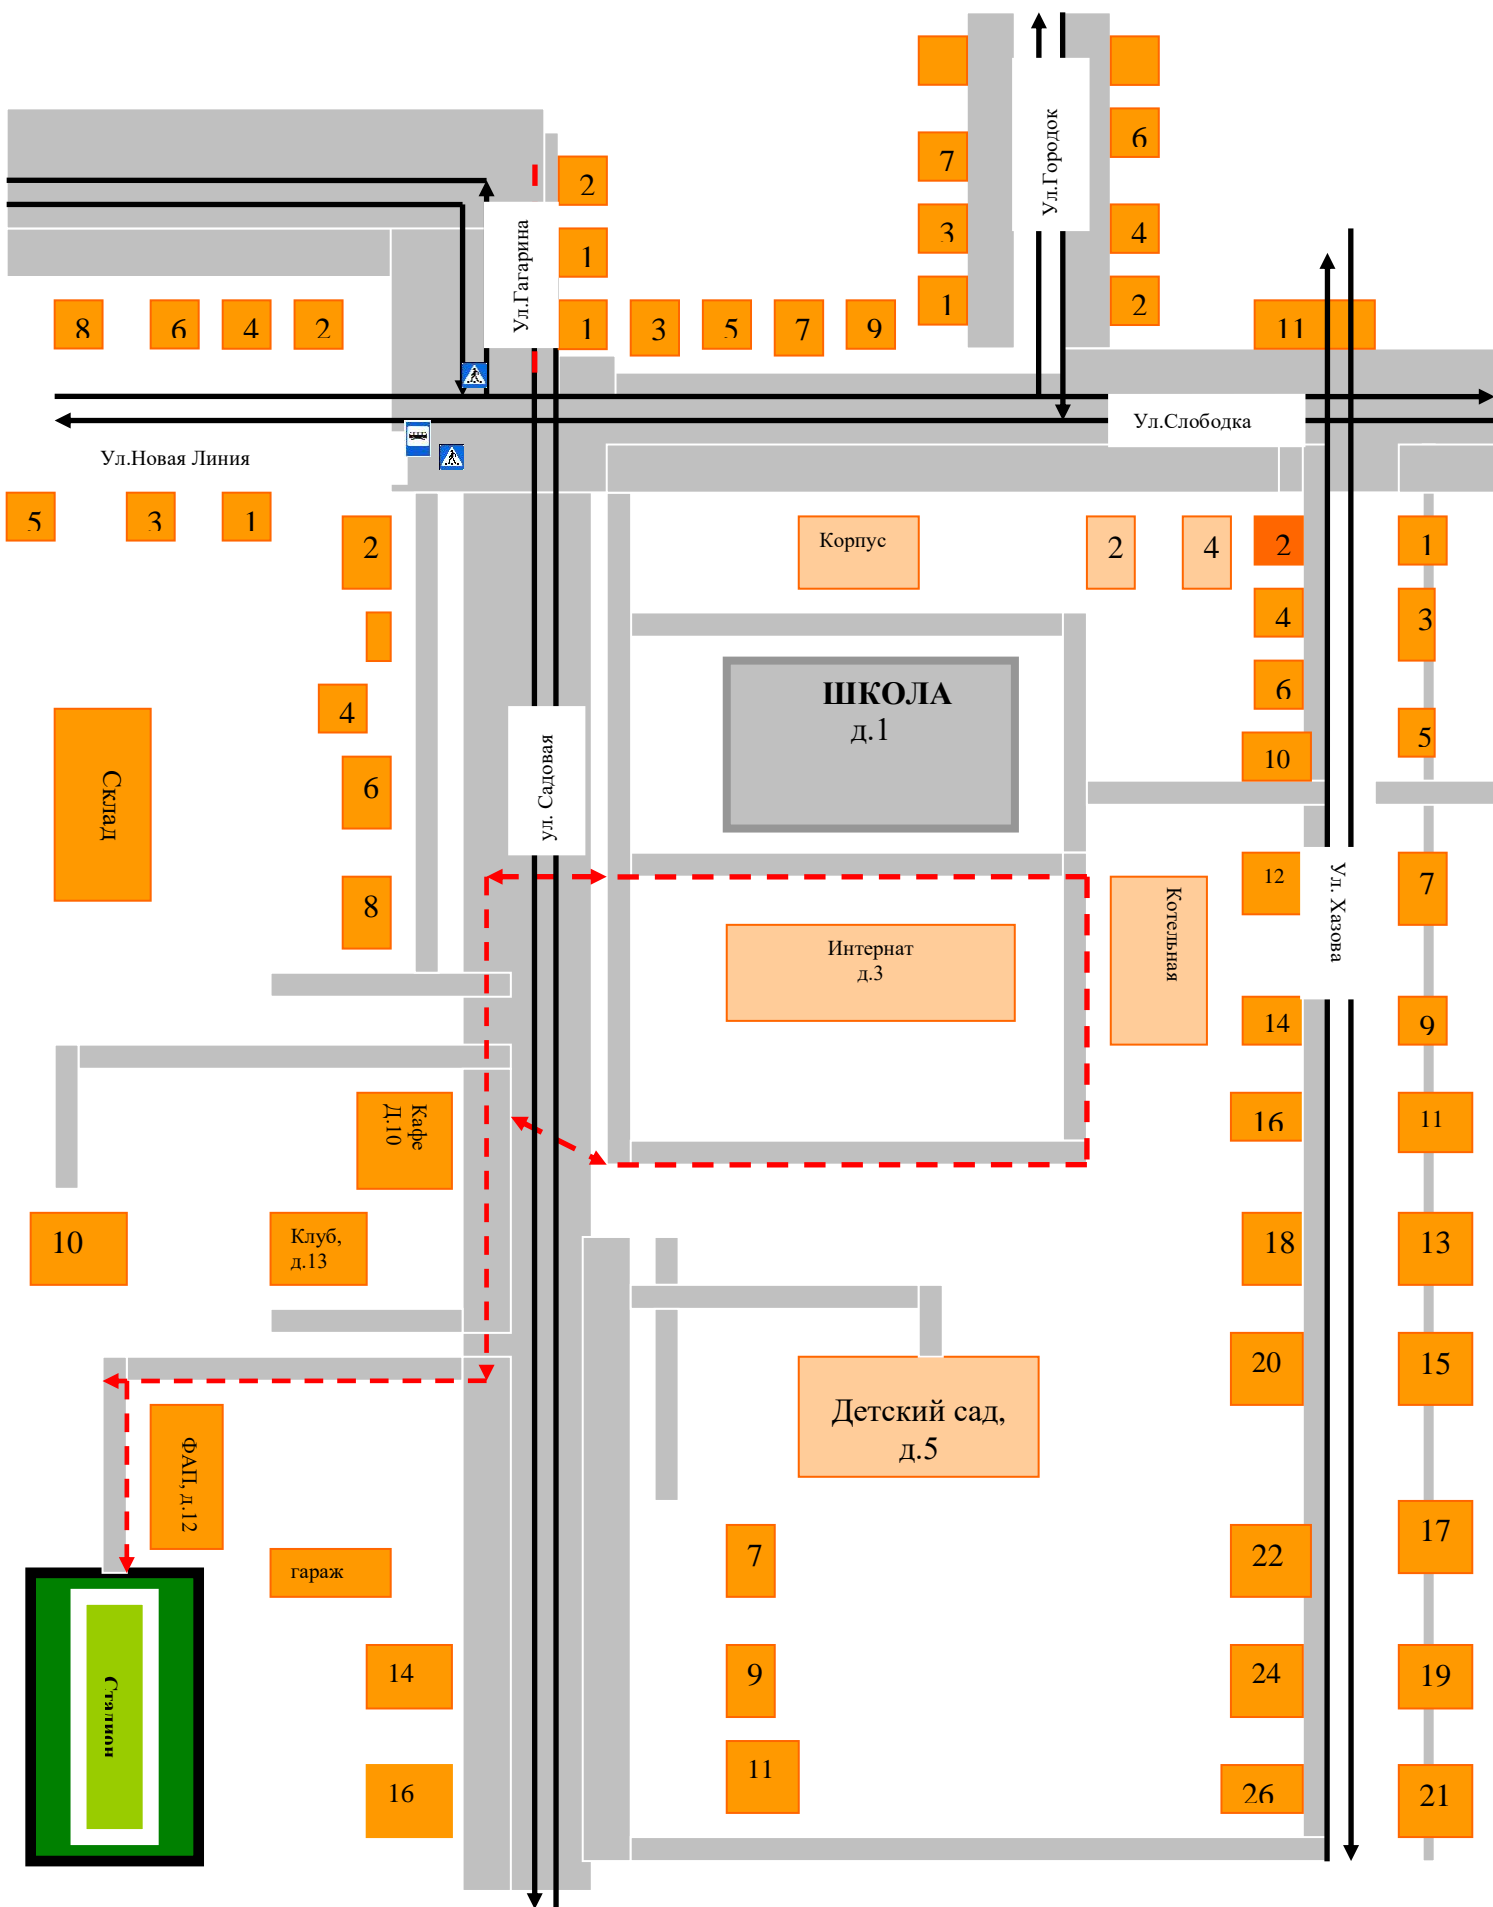 6
7
Ул.Городок
2
3
4
Ул.Гагарина
1
1
2
8
6
4
2
1
3
5
7
9
11
Ул.Слободка
Ул.Новая Линия
5
3
1
2
Корпус
2
4
2
1
4
3
ШКОЛА
д.1
6
4
5
10
Склад
6
ул. Садовая
8
12
7
Котельная
Ул. Хазова
Интернат
д.3
14
9
Кафе
Д.10
16
11
10
Клуб,
д.13
18
13
20
15
Детский сад,
д.5
ФАП, д.12
7
22
17
гараж
14
9
24
19
Стадион
16
11
26
21